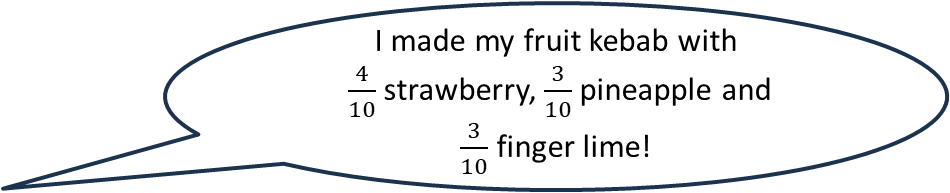 I made my fruit kebab with
4/10 strawberry, 3/10 pineapple and
3/10 finger lime!